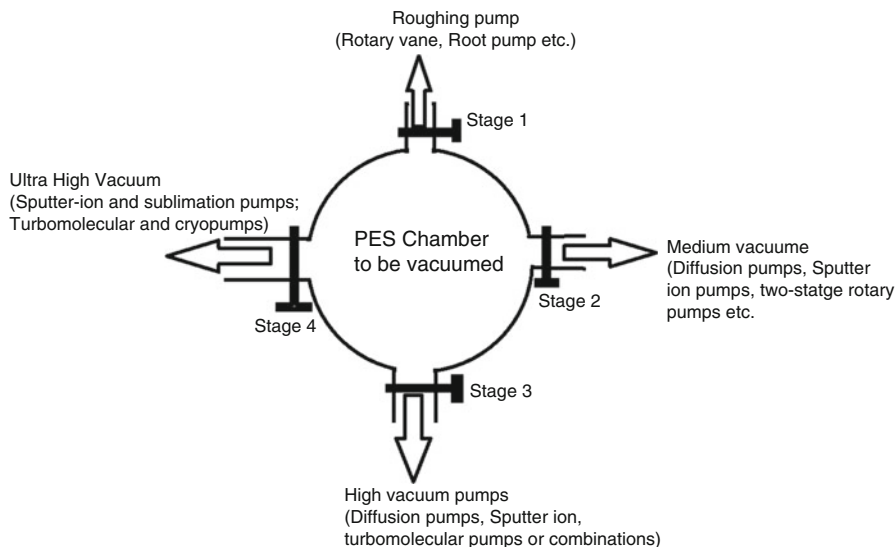 Roughing pump
(Rotary vane, Root pump etc.)
Stage 1
Ultra High Vacuum
(Sputter-ion and sublimation pumps;
Turbomolecular and cryopumps)
PES Chamber
to be vacuumed
Medium vacuume
(Diffusion pumps, Sputter
ion pumps, two-statge rotary
pumps etc.
Stage 2
Stage 4
Stage 3
High vacuum pumps
(Diffusion pumps, Sputter ion,
turbomolecular pumps or combinations)